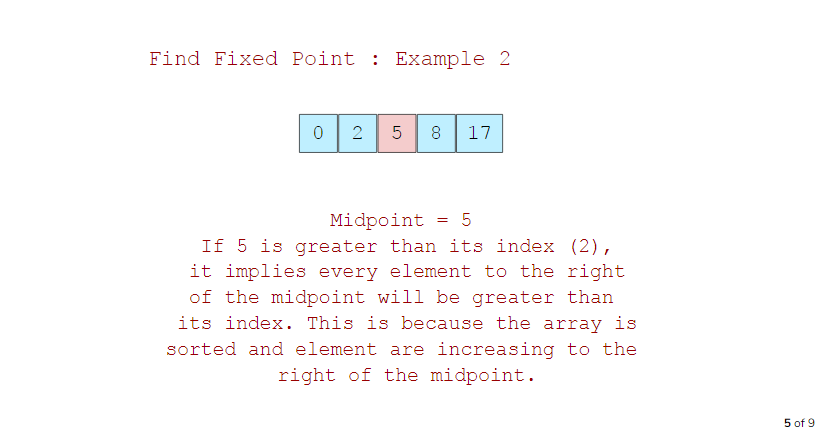 Find Fixed Point : Example 2
0 2 5 8 17
Midpoint = 5
If 5 is greater than its index (2),
it implies every element to the right
of the midpoint will be greater than
its index. This is because the array is
sorted and element are increasing to the
right of the midpoint.
5 of 9